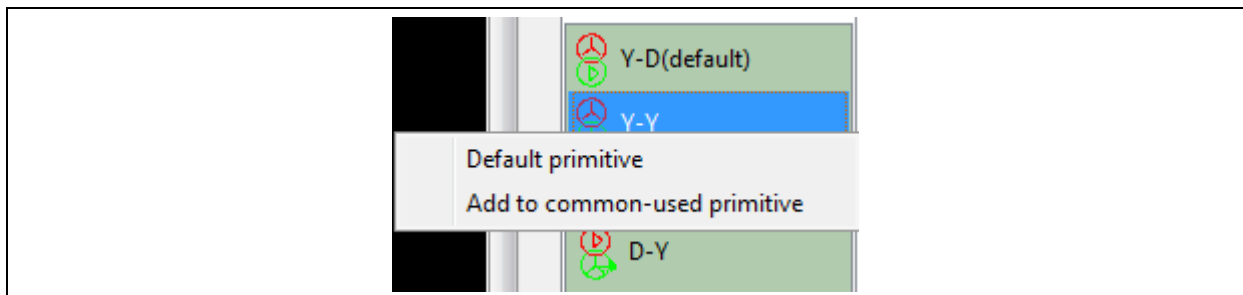 Y-D(default)
Y-Y
Default primitive
Add to common-used primitive
D-Y